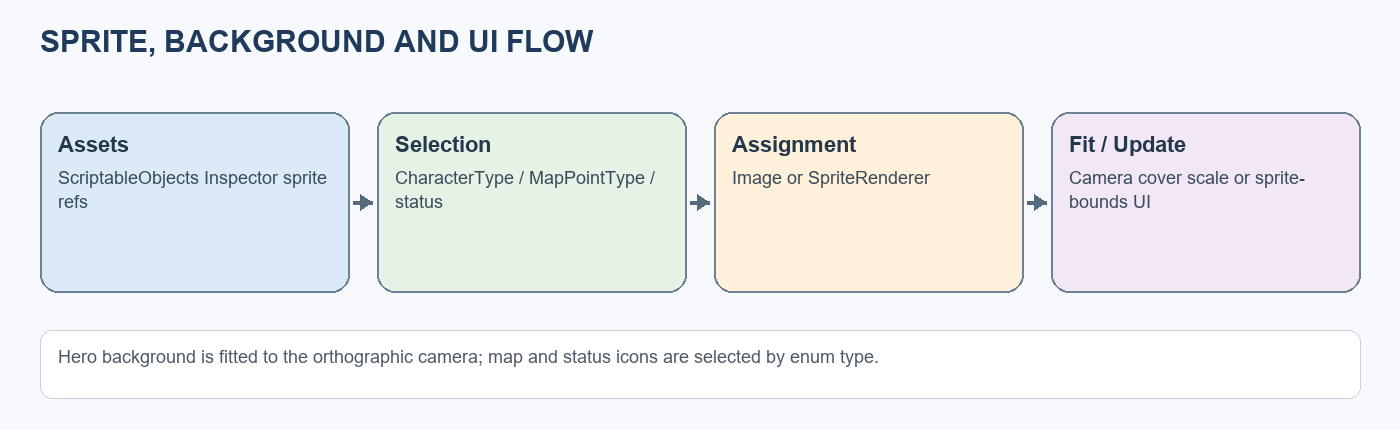 SPRITE, BACKGROUND AND UI FLOW
Assets
ScriptableObjects Inspector sprite
refs
Selection
CharacterType / MapPointType /
status
Assignment
Image or SpriteRenderer
Fit / Update
Camera cover scale or sprite-
bounds UI
Hero background is fitted to the orthographic camera; map and status icons are selected by enum type.